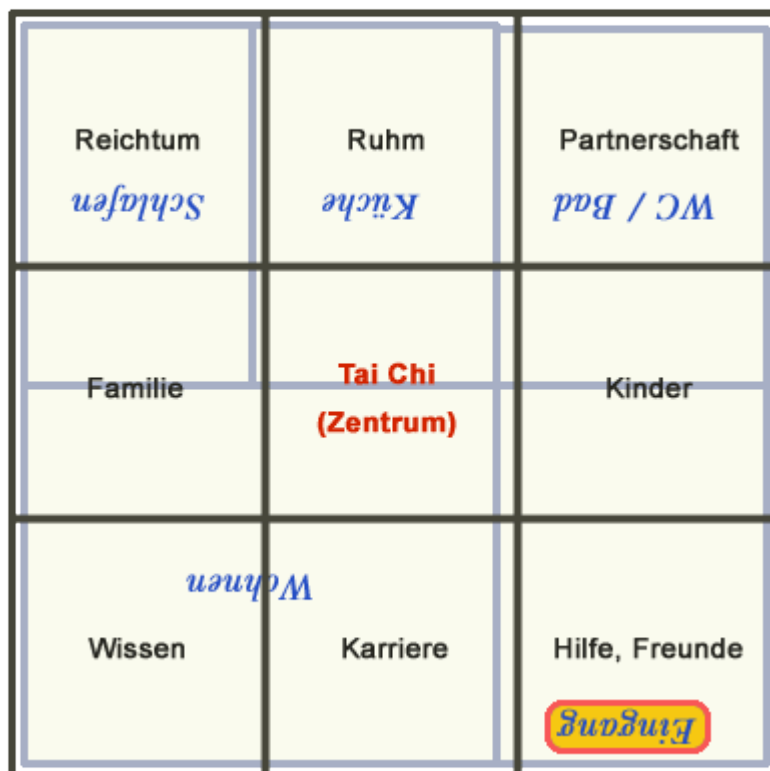 Reichtum Ruhm Partnerschaft
Schlafen Küche WC / Bad
Familie Tai Chi Kinder
(Zentrum)
Wohnen
Wissen Karriere Hilfe, Freunde
Eingang